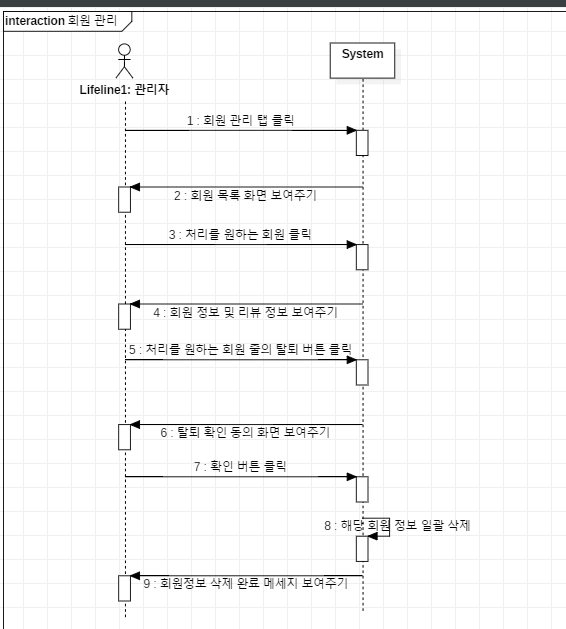 interaction 회원 관리
System
Lifeline1: 관리자
1 : 회원 관리 탭 클릭
2 : 회원 목록 화면 보여주기
3 : 처리를 원하는 회원 클릭
4 : 회원 정보 및 리뷰 정보 보여주기
5 : 처리를 원하는 회원 줄의 탈퇴 버튼 클릭
6 : 탈퇴 확인 동의 화면 보여주기
7 : 확인 버튼 클릭
8 : 해당 회원 정보 일괄 삭제
9 : 회원정보 삭제 완료 메세지 보여주기